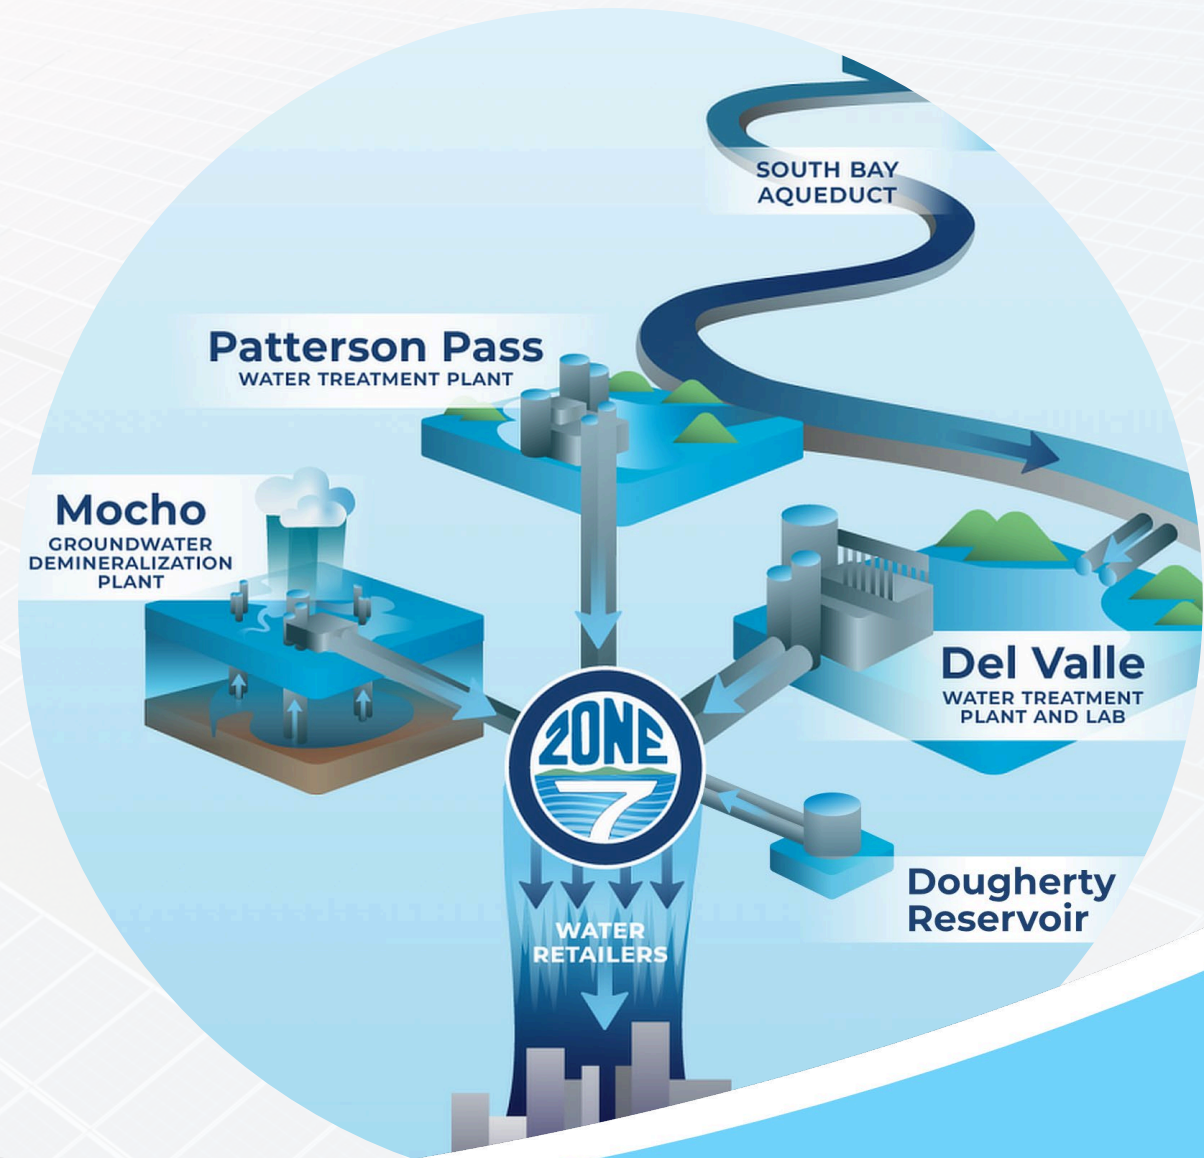 SOUTH BAY
AQUEDUCT
Patterson Pass
WATER TREATMENT PLANT
Mocho
GROUNDWATER
DEMINERALIZATION
PLANT
Del Valle
WATER TREATMENT
PLANT AND LAB
ZONE
7
Dougherty
Reservoir
WATER
RETAILERS